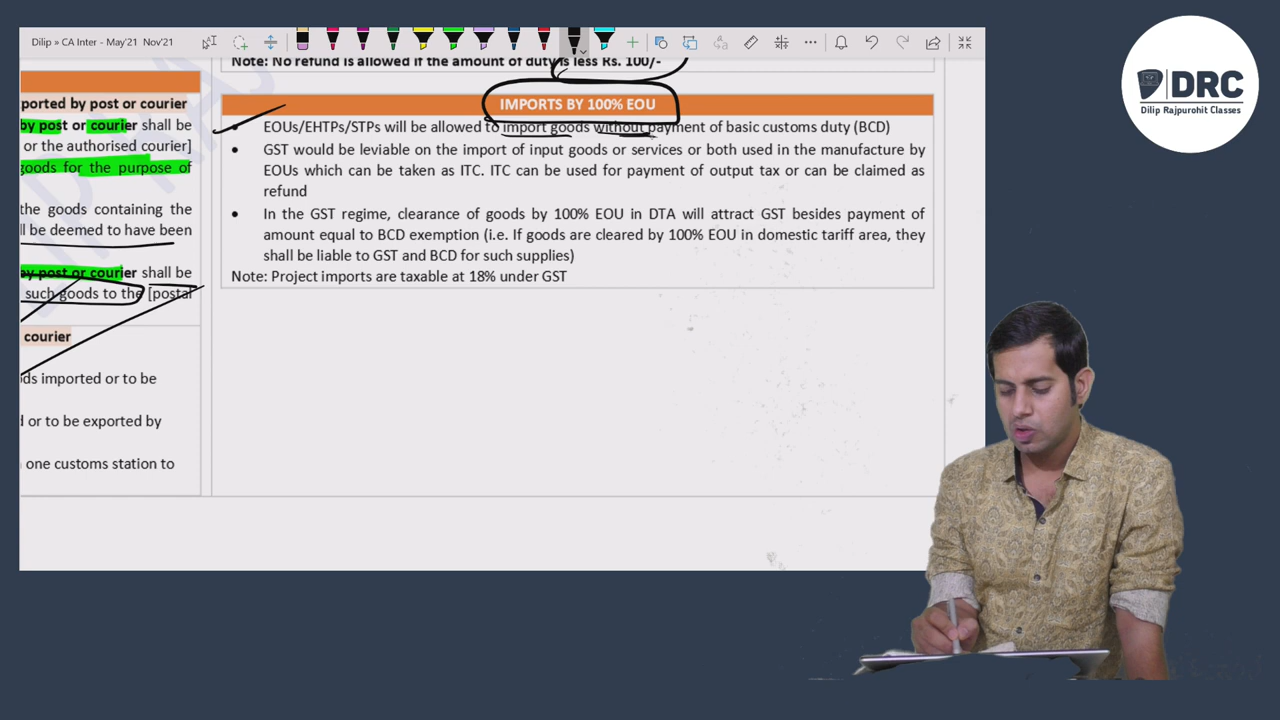 Dilip » CA Inter - May'21 Nov'21
Note: No refund is allowed if the amount of duty is less Rs. 100/-
ported by post or courier
by post or courier shall be
or the authorised courier]
goods for the purpose of
the goods containing the
ll be deemed to have been
by post or courier shall be
such goods to the [postal
courier
ds imported or to be
d or to be exported by
one customs station to
IMPORTS BY 100% EOU
• EOUs/EHTPs/STPs will be allowed to import goods without payment of basic customs duty (BCD)
• GST would be leviable on the import of input goods or services or both used in the manufacture by
EOUs which can be taken as ITC. ITC can be used for payment of output tax or can be claimed as
refund
• In the GST regime, clearance of goods by 100% EOU in DTA will attract GST besides payment of
amount equal to BCD exemption (i.e. If goods are cleared by 100% EOU in domestic tariff area, they
shall be liable to GST and BCD for such supplies)
Note: Project imports are taxable at 18% under GST
DRC
Dilip Rajpurohit Classes